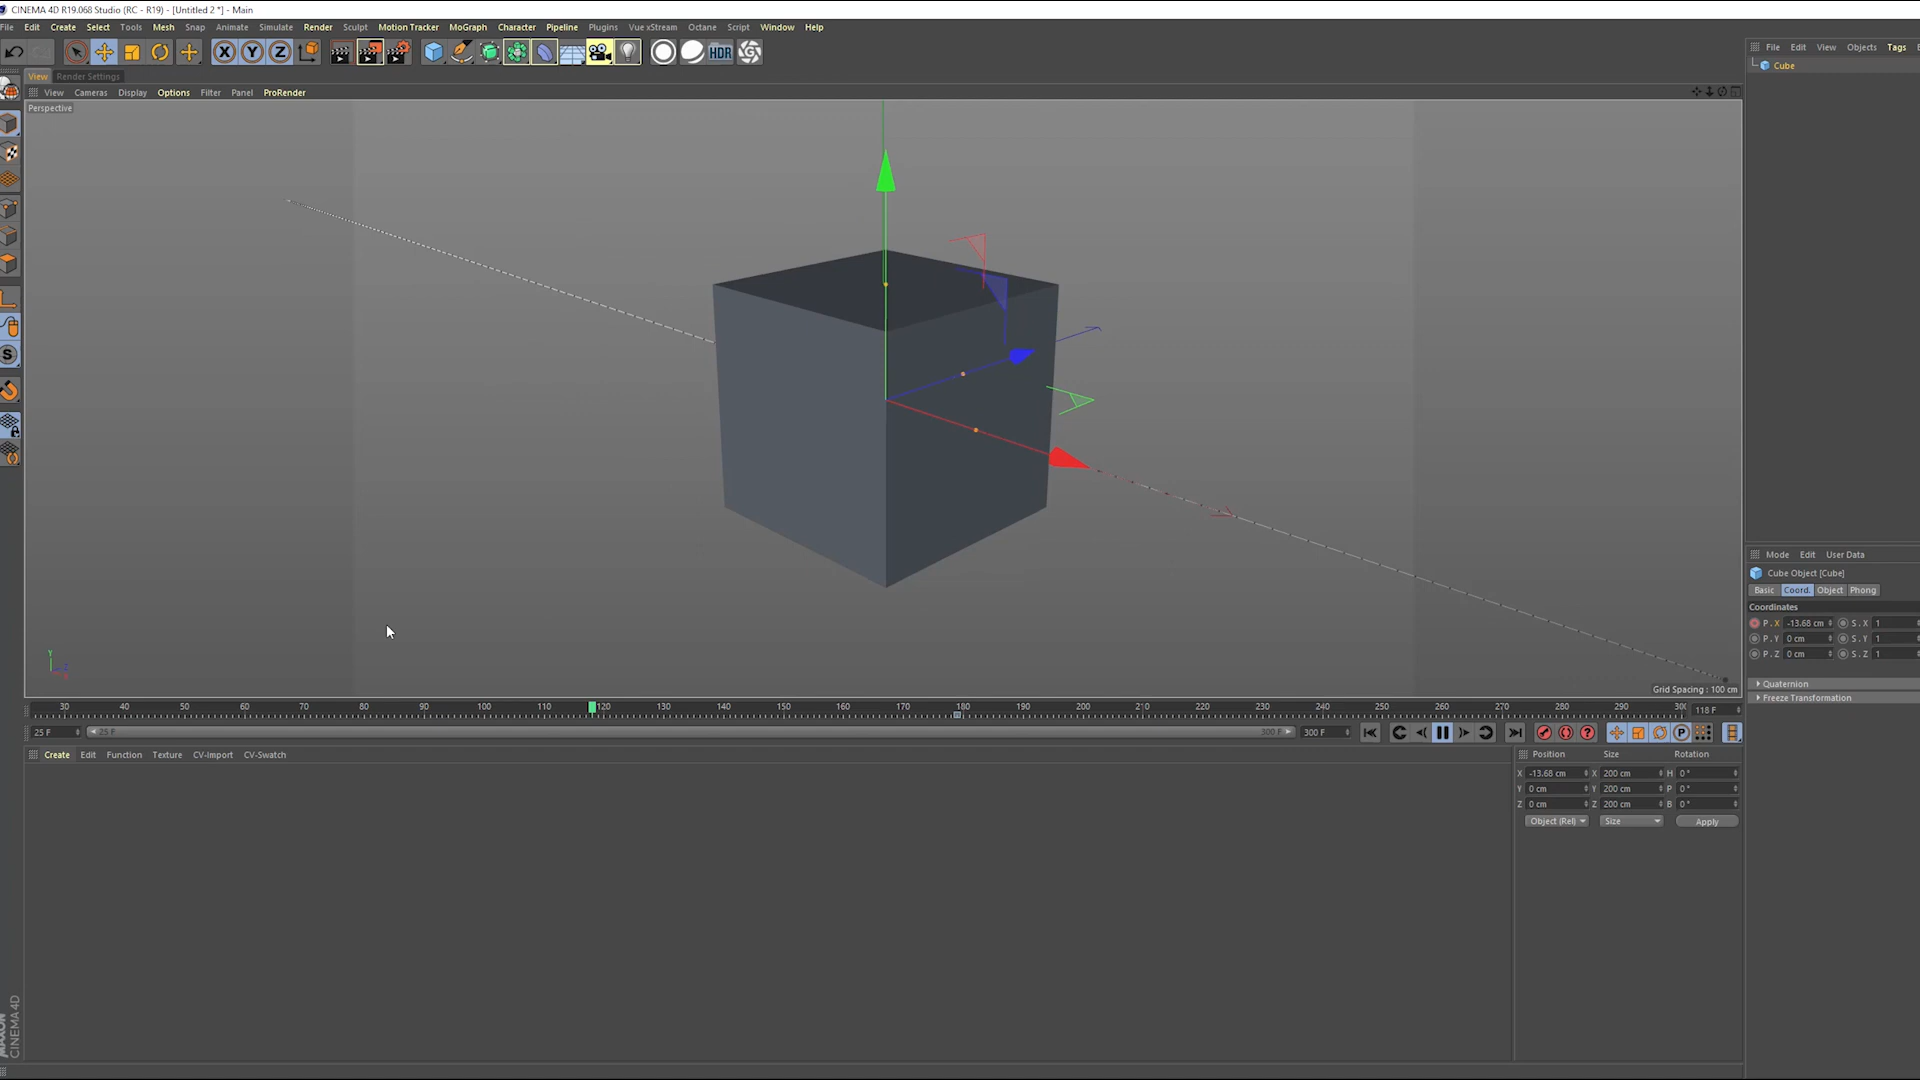 CINEMA 4D R19.068 Studio (RC - R19) - [Untitled 2 *] - Main
File Edit Create Select Tools Mesh Snap Animate Simulate Render Sculpt Motion Tracker MoGraph Character Pipeline Plugins Vue xStream Octane Script Window Help
X Y Z HDR
File Edit View Objects Tags
Cube
View Render Settings
View Cameras Display Options Filter Panel ProRender
Perspective
S
Y
Z
X
Grid Spacing : 100 cm
Mode Edit User Data
Cube Object [Cube]
Basic Coord. Object Phong
Coordinates
P . X -13.68 cm S . X 1
P . Y 0 cm S . Y 1
P . Z 0 cm S . Z 1
Quaternion
Freeze Transformation
30 40 50 60 70 80 90 100 110 120 130 140 150 160 170 180 190 200 210 220 230 240 250 260 270 280 290 30 118 F
25 F 25 F 300 F 300 F ? P
Create Edit Function Texture CV-Import CV-Swatch
Position Size Rotation
X -13.68 cm X 200 cm H 0 °
Y 0 cm Y 200 cm P 0 °
Z 0 cm Z 200 cm B 0 °
Object (Rel) Size Apply
MAXON
CINEMA 4D